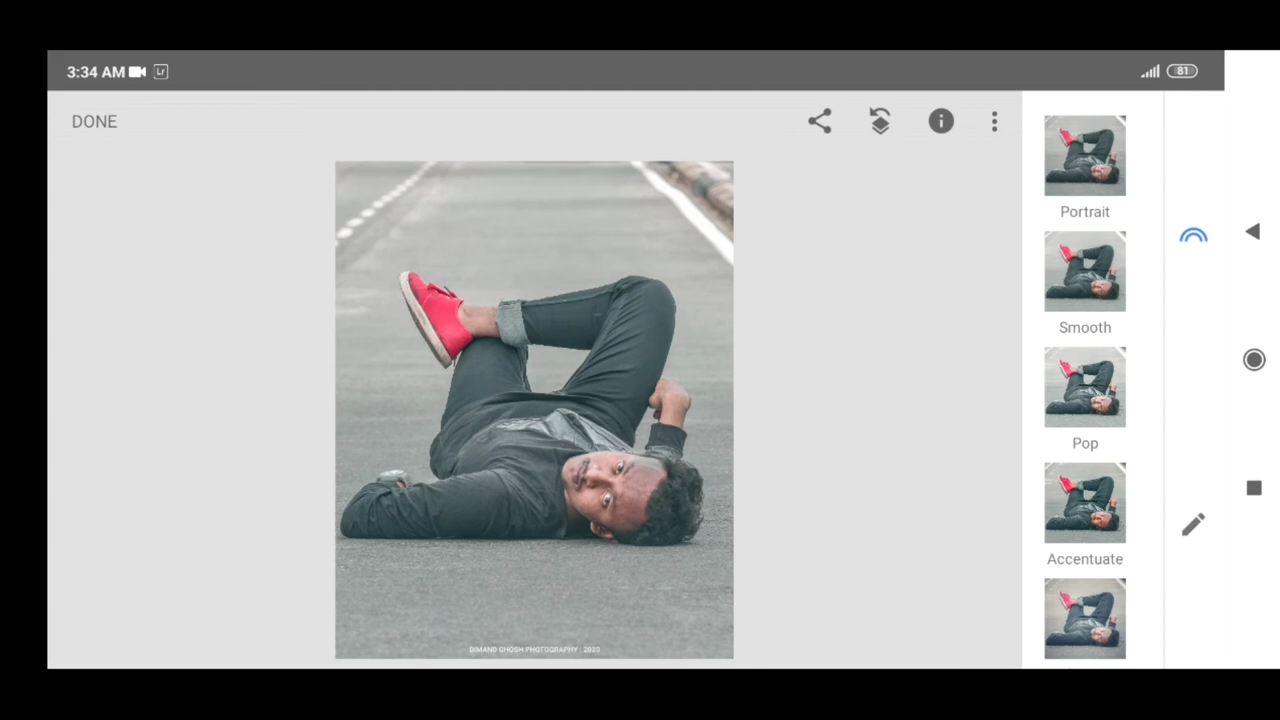 3:34 AM
Lr
81
DONE
Portrait
Smooth
Pop
Accentuate
DIMAND GHOSH PHOTOGRAPHY : 2023